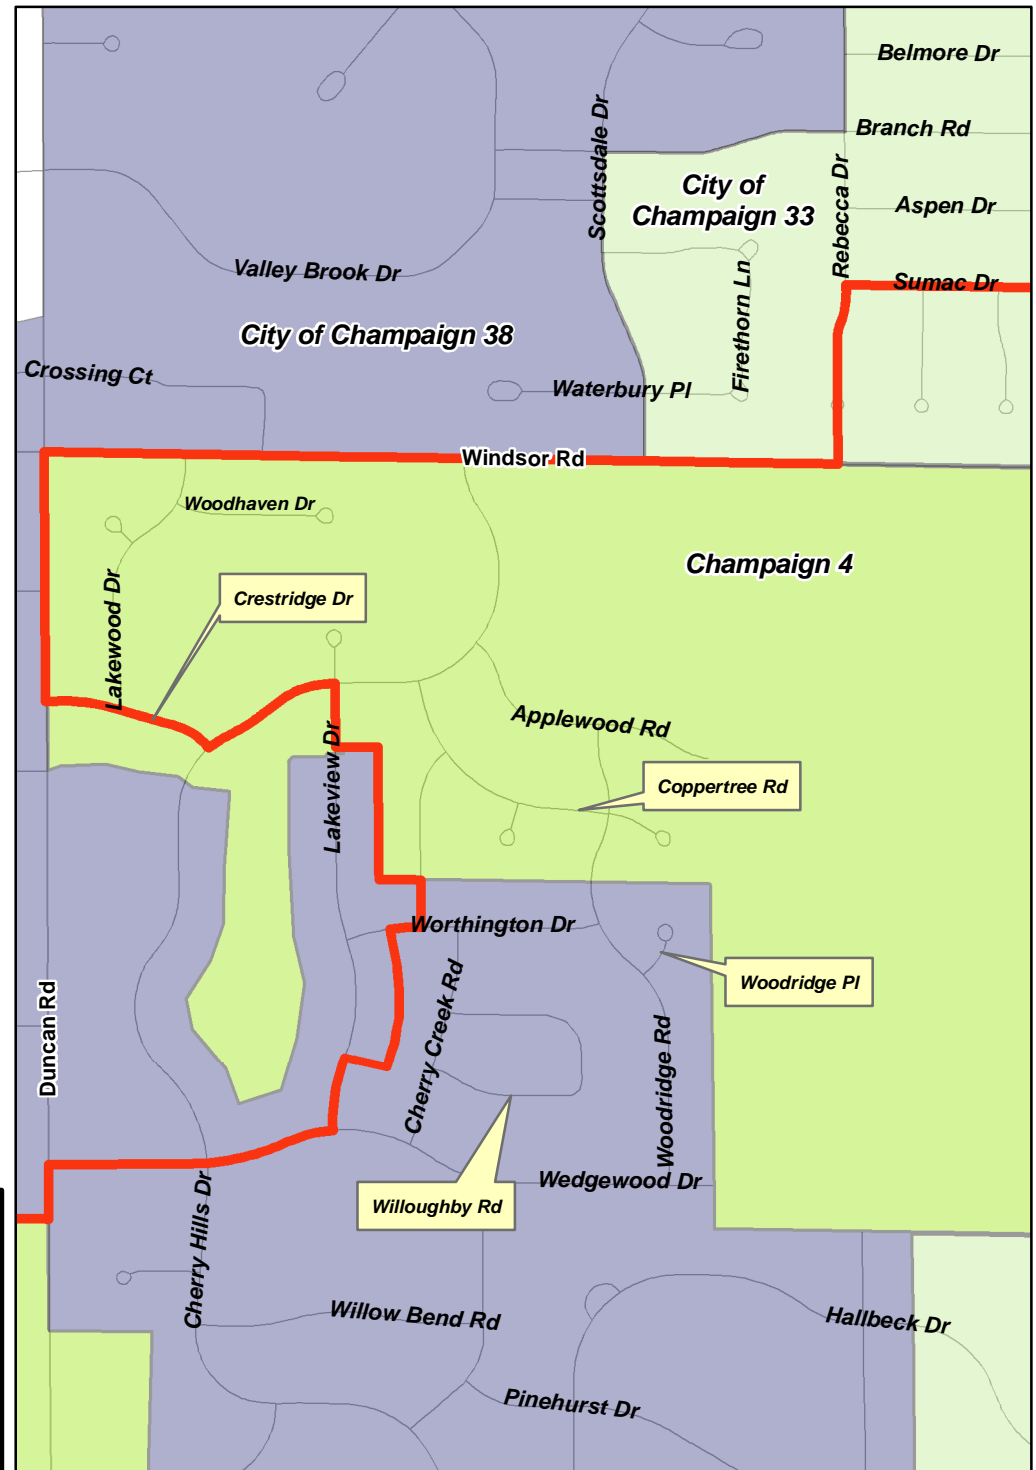 Belmore Dr
Branch Rd
Scottsdale Dr
City of
Champaign 33
Rebecca Dr
Aspen Dr
Valley Brook Dr
Firethorn Ln
Sumac Dr
City of Champaign 38
Crossing Ct
Waterbury Pl
Windsor Rd
Woodhaven Dr
Champaign 4
Lakewood Dr
Crestridge Dr
Applewood Rd
Lakeview Dr
Coppertree Rd
Worthington Dr
Woodridge Pl
Duncan Rd
Cherry Creek Rd
Woodridge Rd
Wedgewood Dr
Willoughby Rd
Cherry Hills Dr
Willow Bend Rd
Hallbeck Dr
Pinehurst Dr